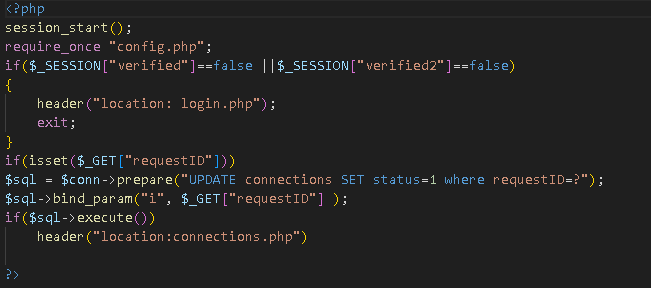 <?php
session_start();
require_once "config.php";
if($_SESSION["verified"]==false ||$_SESSION["verified2"]==false)
{
    header("location: login.php");
    exit;
}
if(isset($_GET["requestID"]))
$sql = $conn->prepare("UPDATE connections SET status=1 where requestID=?");
$sql->bind_param("i", $_GET["requestID"] );
if($sql->execute())
    header("location:connections.php")
?>